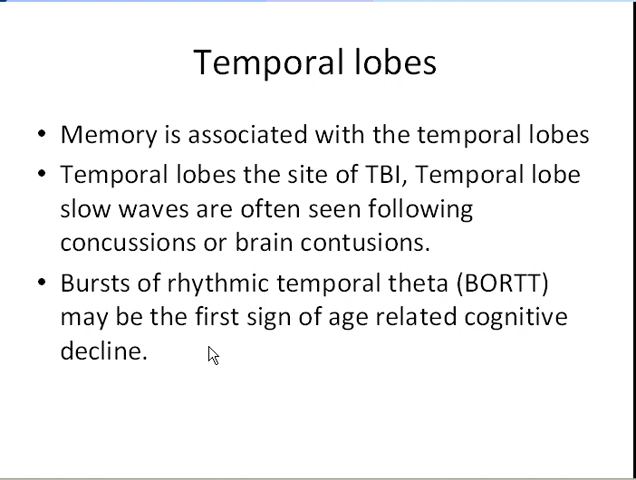 Temporal lobes
• Memory is associated with the temporal lobes
• Temporal lobes the site of TBI, Temporal lobe
slow waves are often seen following
concussions or brain contusions.
• Bursts of rhythmic temporal theta (BORTT)
may be the first sign of age related cognitive
decline.